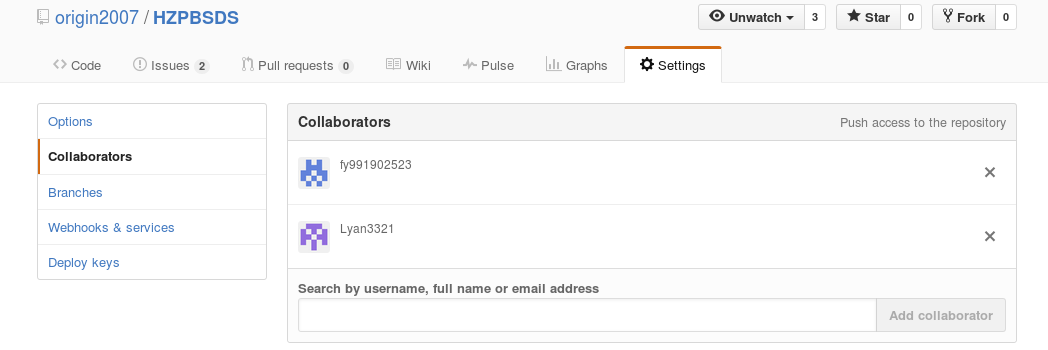 origin2007 / HZPBSDS
Unwatch 3 Star 0 Fork 0
Code Issues 2 Pull requests 0 Wiki Pulse Graphs Settings
Options
Collaborators
Branches
Webhooks & services
Deploy keys
Collaborators Push access to the repository
fy991902523
Lyan3321
Search by username, full name or email address
Add collaborator